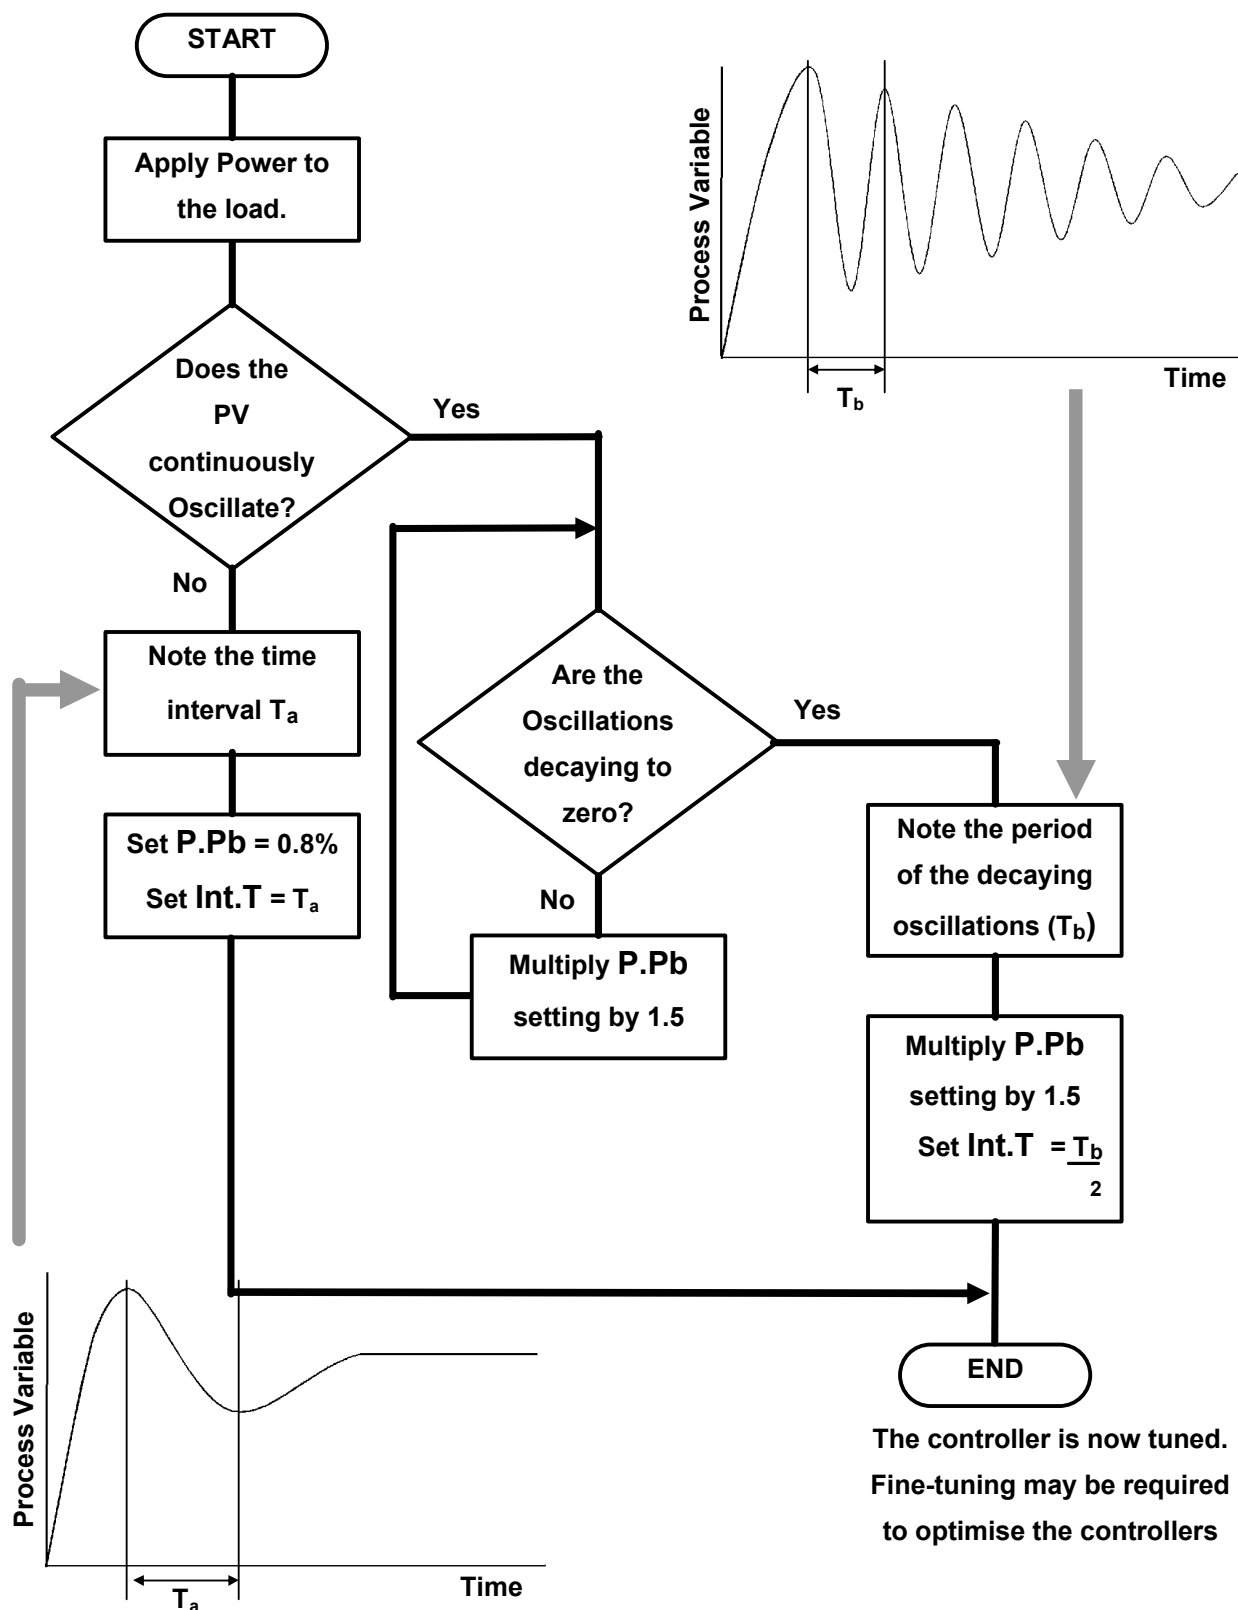 START
Apply Power to
the load.
Does the
PV
continuously
Oscillate?
Yes
No
Note the time
interval Ta
Set P.Pb = 0.8%
Set Int.T = Ta
Are the
Oscillations
decaying to
zero?
Yes
No
Multiply P.Pb
setting by 1.5
Process Variable
Time
Tb
Note the period
of the decaying
oscillations (Tb)
Multiply P.Pb
setting by 1.5
Set Int.T = Tb
2
END
The controller is now tuned.
Fine-tuning may be required
to optimise the controllers
Process Variable
Time
Ta